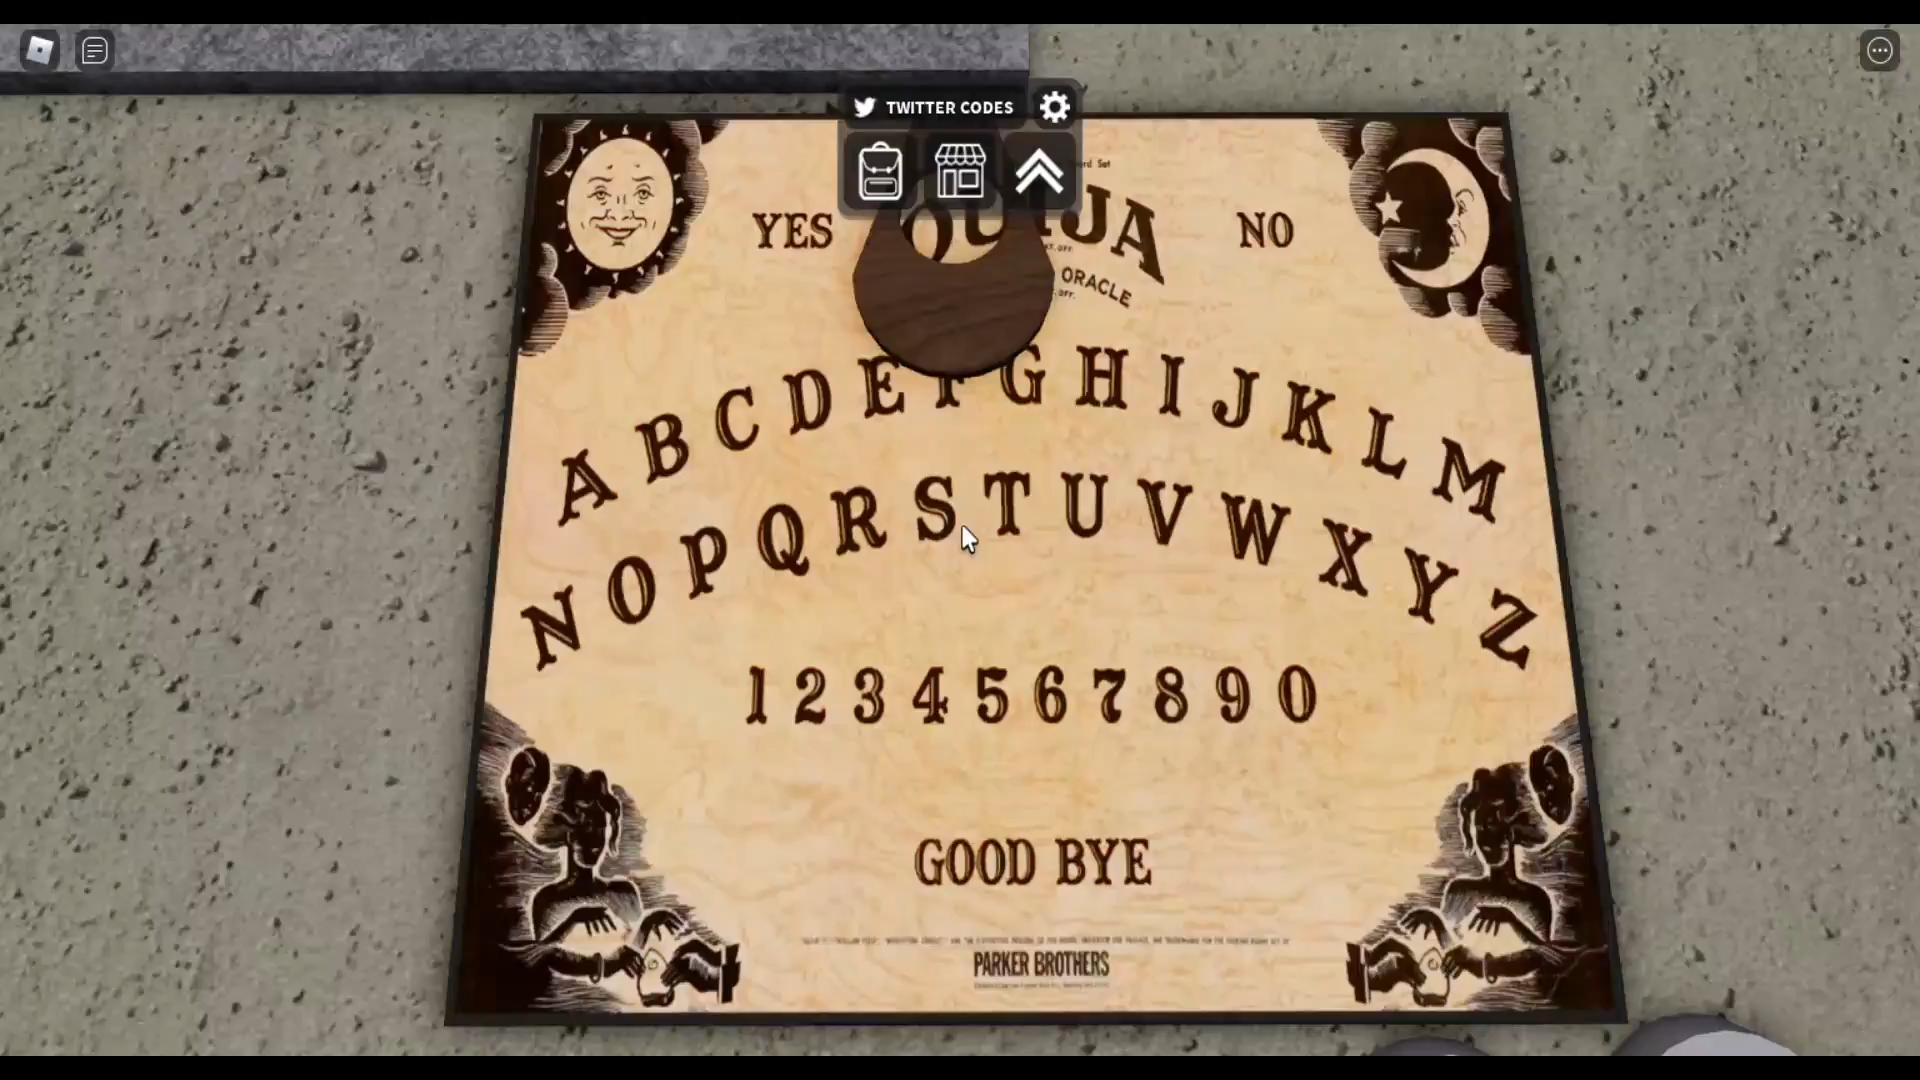 TWITTER CODES
YES
OUIJA
NO
ORACLE
A B C D E F G H I J K L M
N O P Q R S T U V W X Y Z
1 2 3 4 5 6 7 8 9 0
GOOD BYE
PARKER BROTHERS